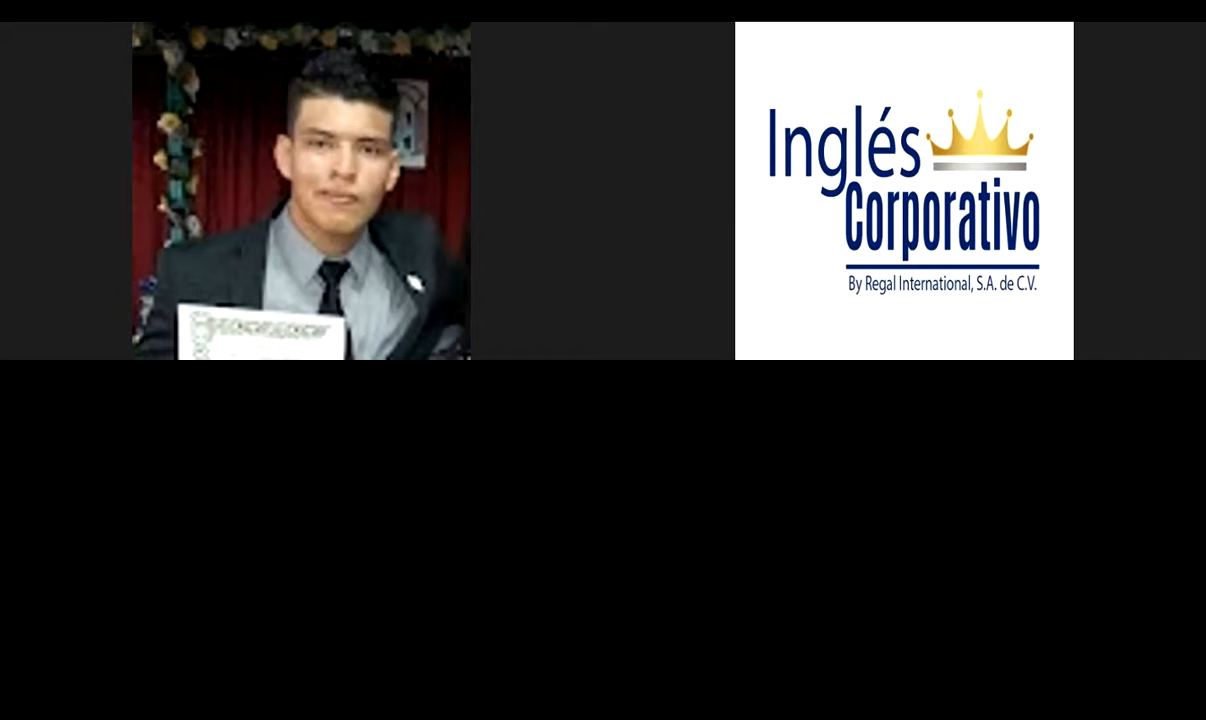 Inglés
Corporativo
By Regal International, S.A. de C.V.